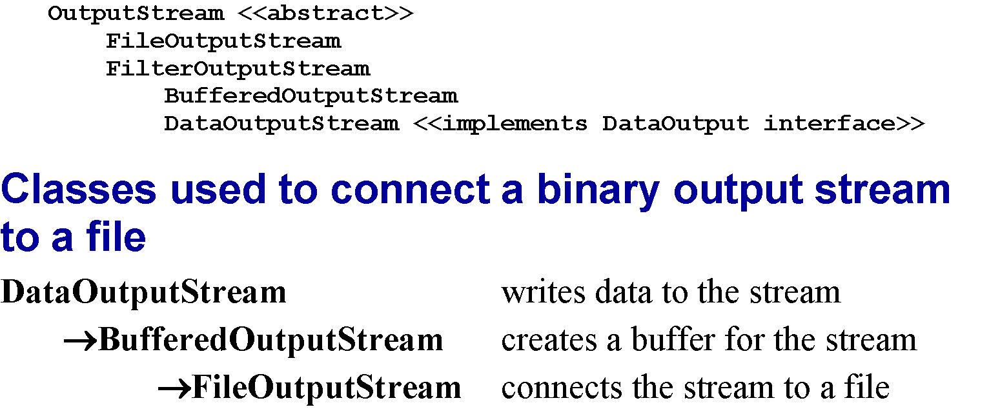 OutputStream <<abstract>>
FileOutputStream
FilterOutputStream
BufferedOutputStream
DataOutputStream <<implements DataOutput interface>>
Classes used to connect a binary output stream
to a file
DataOutputStream writes data to the stream
→BufferedOutputStream creates a buffer for the stream
→FileOutputStream connects the stream to a file